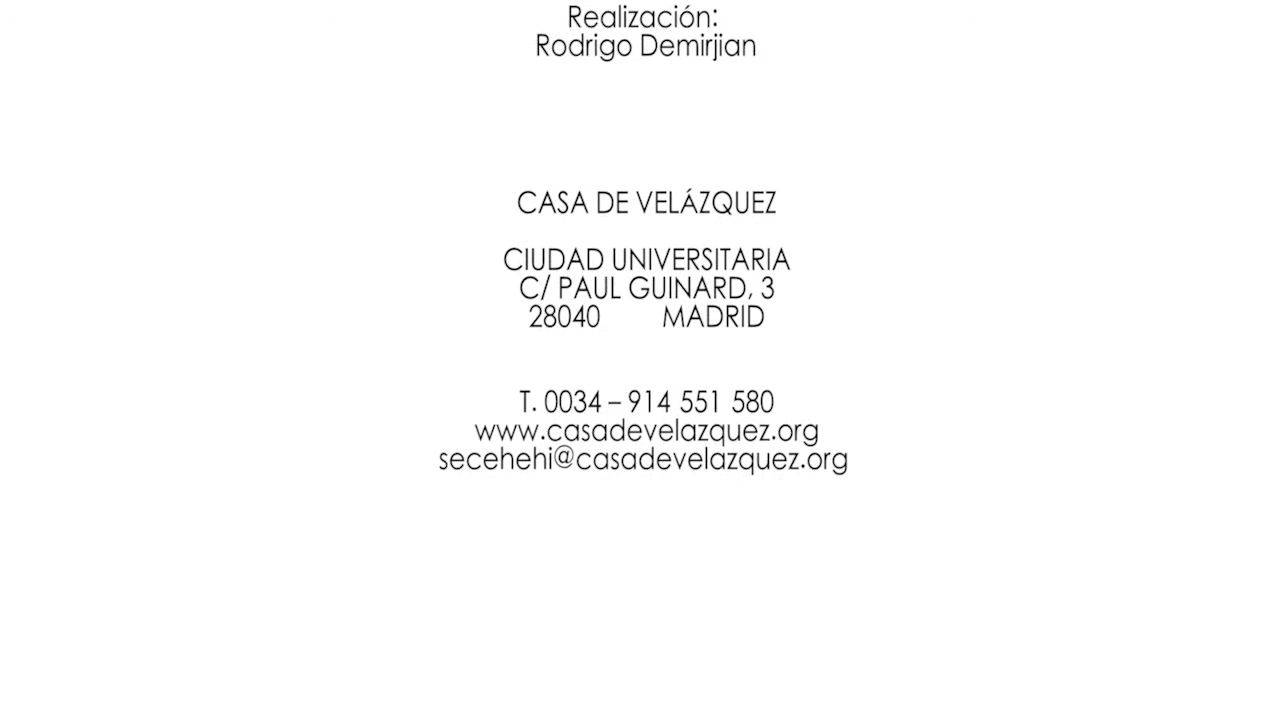 Realización:
Rodrigo Demirjian
CASA DE VELÁZQUEZ
CIUDAD UNIVERSITARIA
C/ PAUL GUINARD, 3
28040 MADRID
T. 0034 – 914 551 580
www.casadevelazquez.org
secehehi@casadevelazquez.org